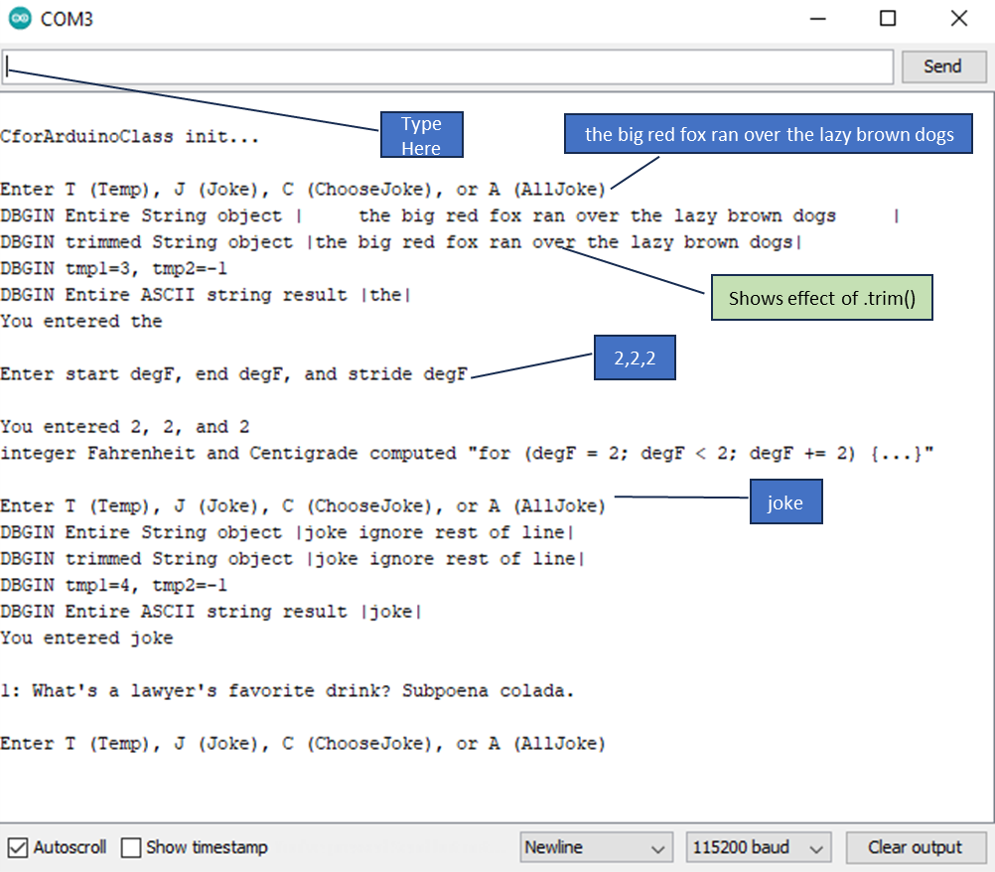 COM3
Send
CforArduinoClass init...
Type
Here
the big red fox ran over the lazy brown dogs
Enter T (Temp), J (Joke), C (ChooseJoke), or A (AllJoke)
DBGIN Entire String object |     the big red fox ran over the lazy brown dogs     |
DBGIN trimmed String object |the big red fox ran over the lazy brown dogs|
DBGIN tmp1=3, tmp2=-1
DBGIN Entire ASCII string result |the|
Shows effect of .trim()
You entered the
2,2,2
Enter start degF, end degF, and stride degF
You entered 2, 2, and 2
integer Fahrenheit and Centigrade computed "for (degF = 2; degF < 2; degF += 2) {...}"
Enter T (Temp), J (Joke), C (ChooseJoke), or A (AllJoke)
joke
DBGIN Entire String object |joke ignore rest of line|
DBGIN trimmed String object |joke ignore rest of line|
DBGIN tmp1=4, tmp2=-1
DBGIN Entire ASCII string result |joke|
You entered joke
1: What's a lawyer's favorite drink? Subpoena colada.
Enter T (Temp), J (Joke), C (ChooseJoke), or A (AllJoke)
Autoscroll Show timestamp Newline 115200 baud Clear output